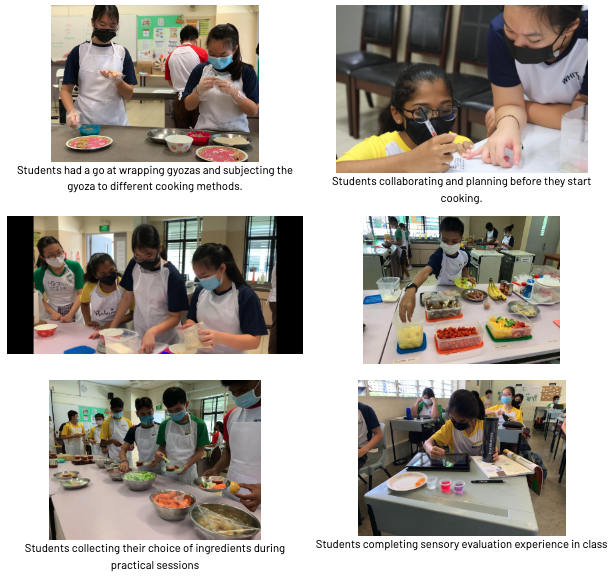 Students had a go at wrapping gyozas and subjecting the
gyoza to different cooking methods.
Students collaborating and planning before they start
cooking.
Students collecting their choice of ingredients during
practical sessions
Students completing sensory evaluation experience in class